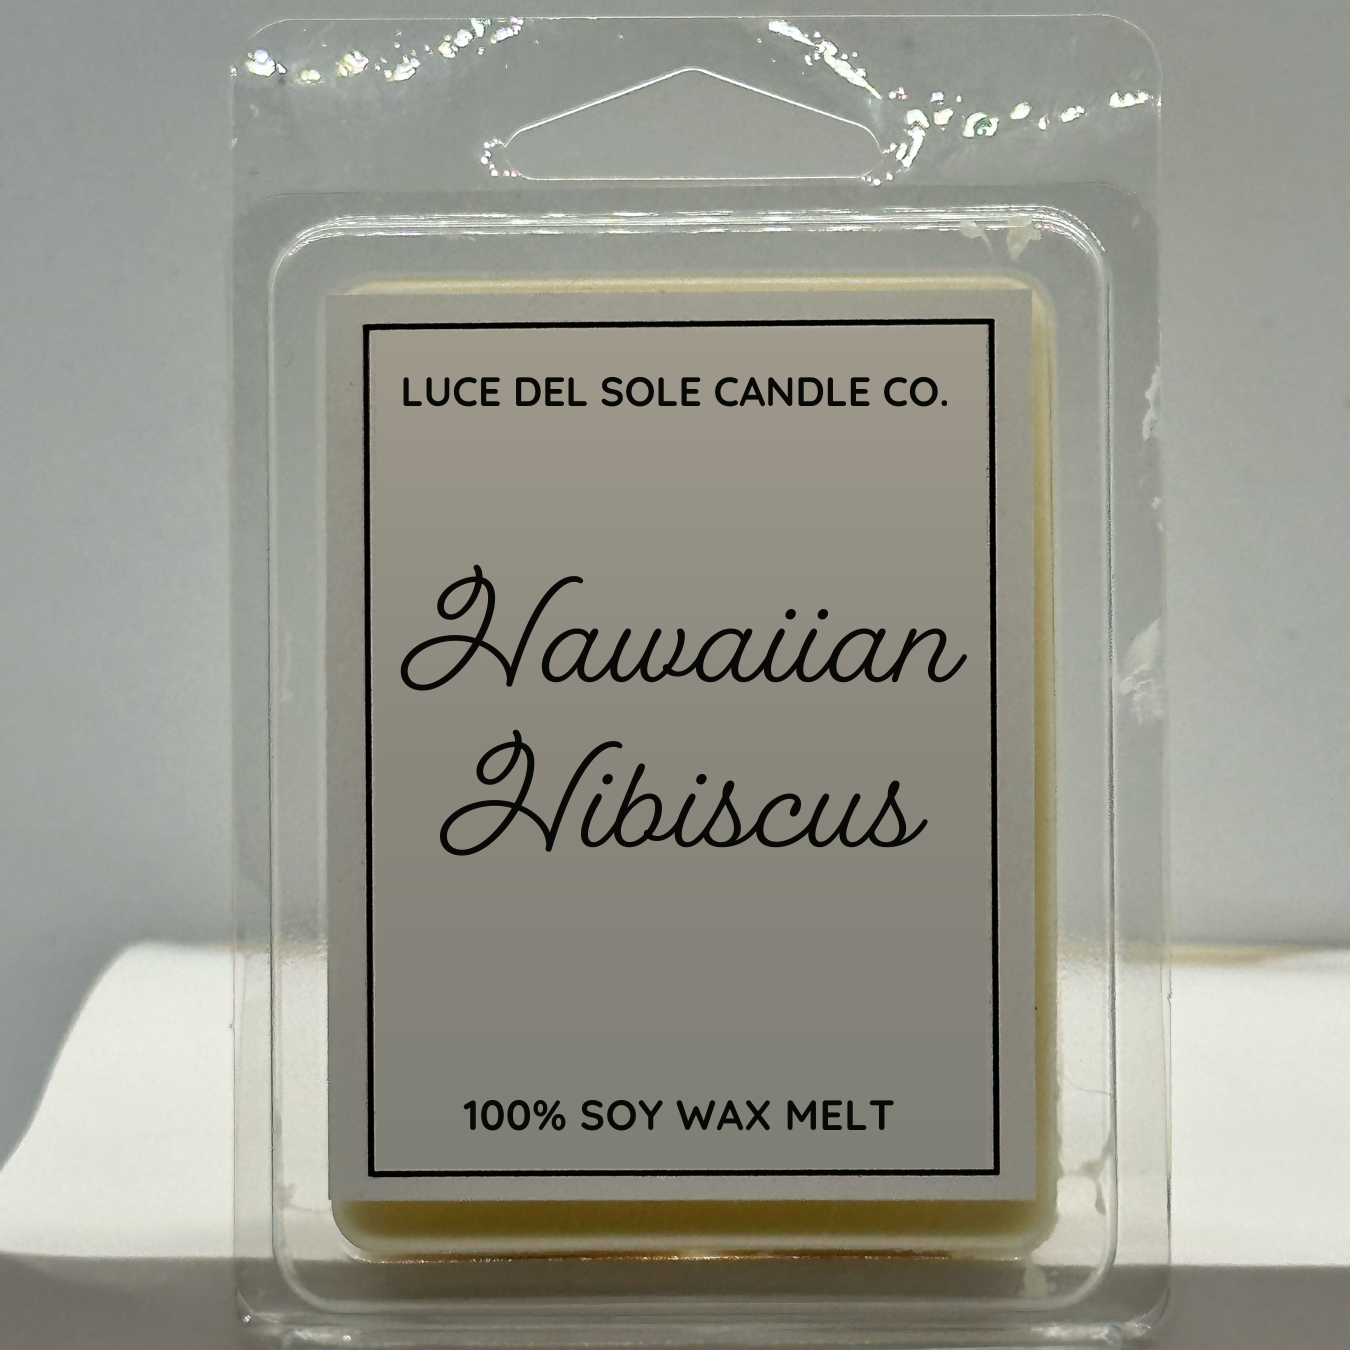 LUCE DEL SOLE CANDLE CO.
Hawaiian
Hibiscus
100% SOY WAX MELT